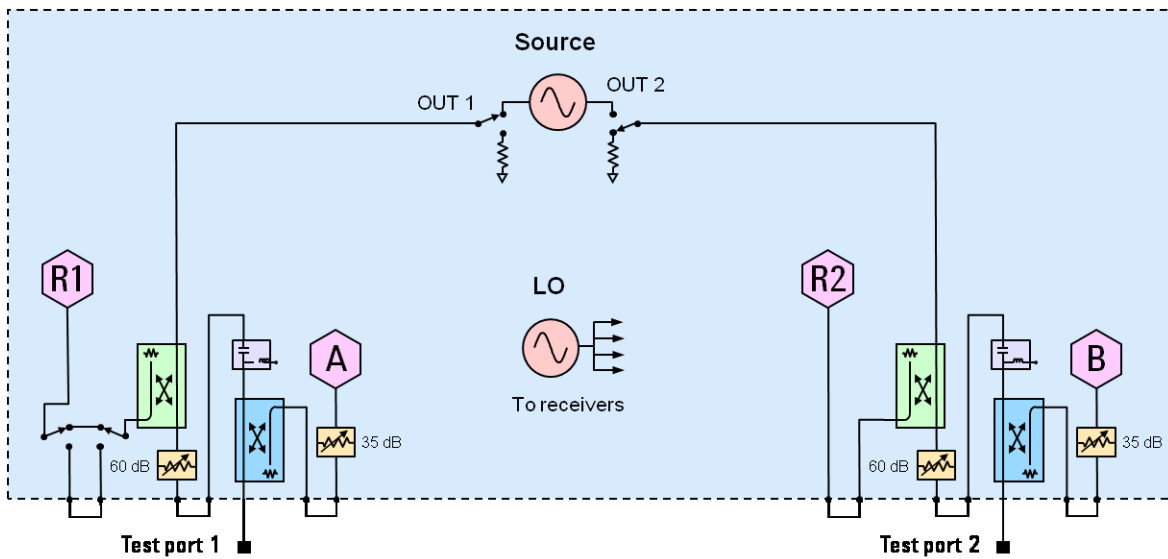 Source
OUT 1
OUT 2
R1
LO
R2
A
B
To receivers
60 dB
35 dB
60 dB
35 dB
Test port 1
Test port 2